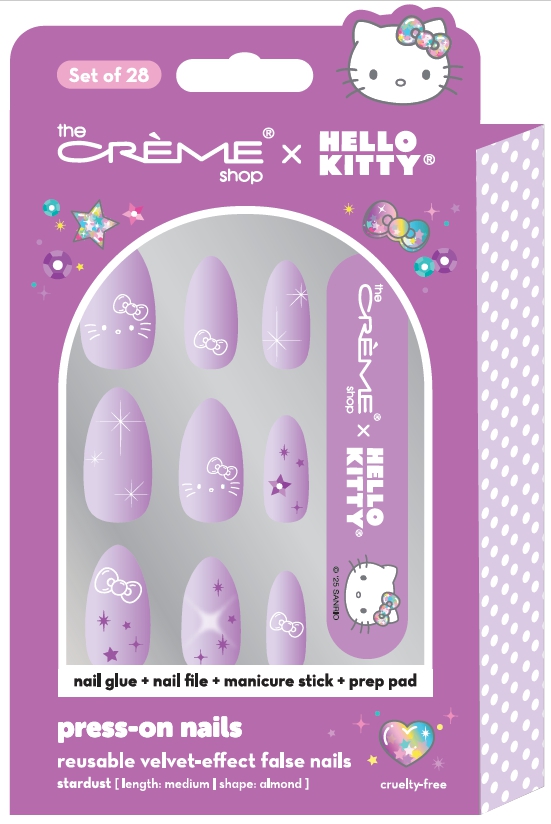 Set of 28
the
CRÈME®
shop
x
HELLO
KITTY®
the
CRÈME®
shop
x
HELLO
KITTY®
© '25 SANRIO
nail glue + nail file + manicure stick + prep pad
press-on nails
reusable velvet-effect false nails
stardust [ length: medium | shape: almond ]
cruelty-free